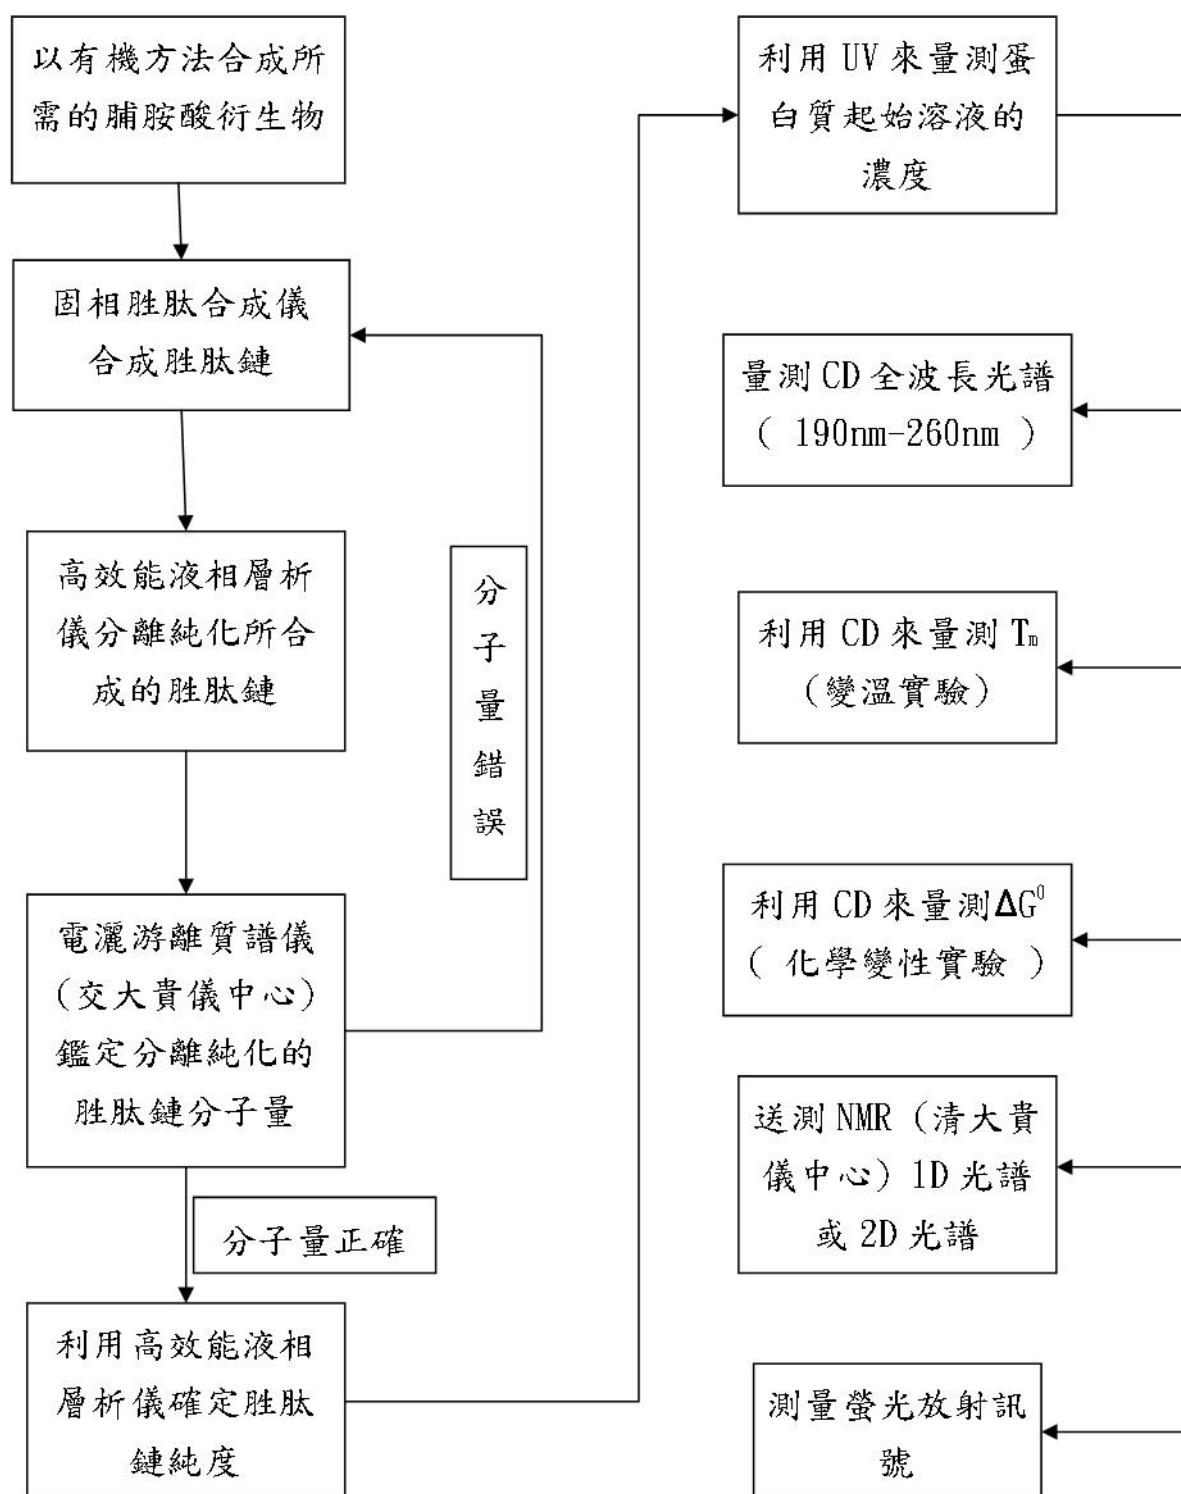 以有機方法合成所
需的脯胺酸衍生物
固相胜肽合成儀
合成胜肽鏈
高效能液相層析
儀分離純化所合
成的胜肽鏈
分
子
量
錯
誤
電灑游離質譜儀
(交大貴儀中心)
鑑定分離純化的
胜肽鏈分子量
分子量正確
利用高效能液相
層析儀確定胜肽
鏈純度
利用 UV 來量測蛋
白質起始溶液的
濃度
量測 CD 全波長光譜
( 190nm-260nm )
利用 CD 來量測 Tm
(變溫實驗)
利用 CD 來量測ΔG⁰
( 化學變性實驗 )
送測 NMR (清大貴
儀中心) 1D 光譜
或 2D 光譜
測量螢光放射訊
號